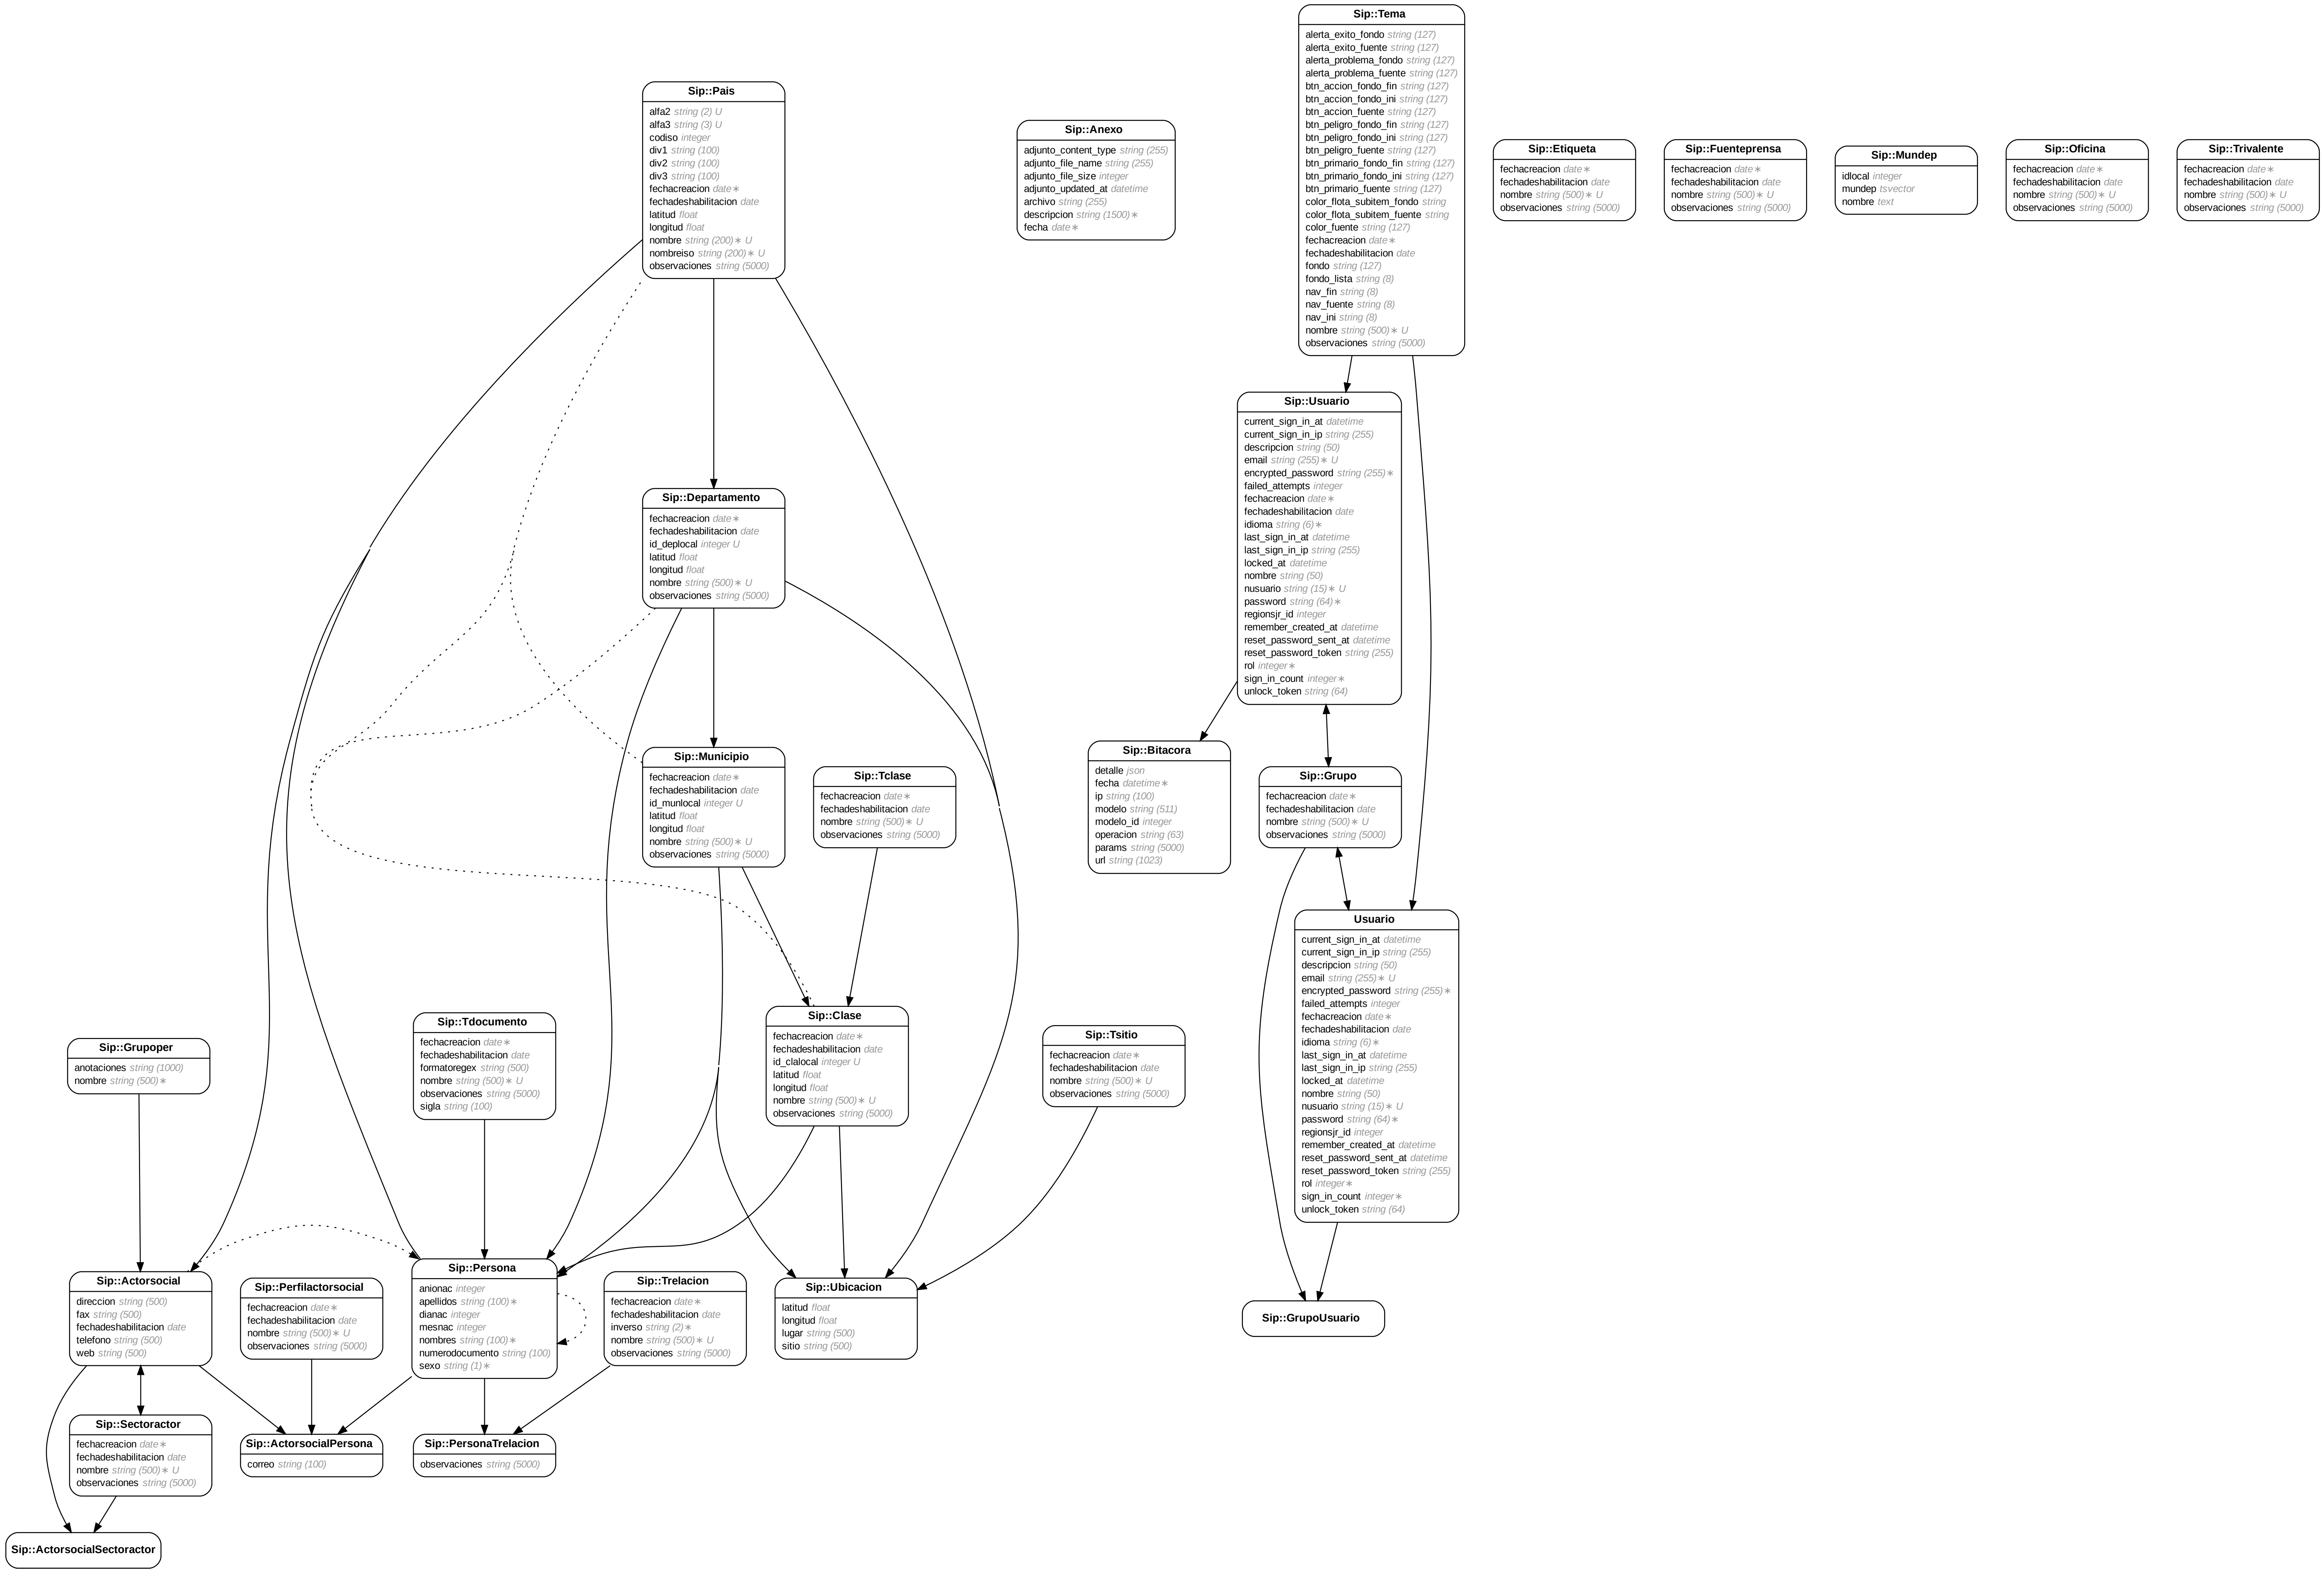 Sip::Tema
alerta_exito_fondo string (127)
alerta_exito_fuente string (127)
alerta_problema_fondo string (127)
alerta_problema_fuente string (127)
btn_accion_fondo_fin string (127)
btn_accion_fondo_ini string (127)
btn_accion_fuente string (127)
btn_peligro_fondo_fin string (127)
btn_peligro_fondo_ini string (127)
btn_peligro_fuente string (127)
btn_primario_fondo_fin string (127)
btn_primario_fondo_ini string (127)
btn_primario_fuente string (127)
color_flota_subitem_fondo string
color_flota_subitem_fuente string
color_fuente string (127)
fechacreacion date ∗
fechadeshabilitacion date
fondo string (127)
fondo_lista string (8)
nav_fin string (8)
nav_fuente string (8)
nav_ini string (8)
nombre string (500) ∗ U
observaciones string (5000)
Sip::Pais
alfa2 string (2) U
alfa3 string (3) U
codiso integer
div1 string (100)
div2 string (100)
div3 string (100)
fechacreacion date ∗
fechadeshabilitacion date
latitud float
longitud float
nombre string (200) ∗ U
nombreiso string (200) ∗ U
observaciones string (5000)
Sip::Anexo
adjunto_content_type string (255)
adjunto_file_name string (255)
adjunto_file_size integer
adjunto_updated_at datetime
archivo string (255)
descripcion string (1500) ∗
fecha date ∗
Sip::Etiqueta
fechacreacion date ∗
fechadeshabilitacion date
nombre string (500) ∗ U
observaciones string (5000)
Sip::Fuenteprensa
fechacreacion date ∗
fechadeshabilitacion date
nombre string (500) ∗ U
observaciones string (5000)
Sip::Mundep
idlocal integer
mundep tsvector
nombre text
Sip::Oficina
fechacreacion date ∗
fechadeshabilitacion date
nombre string (500) ∗ U
observaciones string (5000)
Sip::Trivalente
fechacreacion date ∗
fechadeshabilitacion date
nombre string (500) ∗ U
observaciones string (5000)
Sip::Usuario
current_sign_in_at datetime
current_sign_in_ip string (255)
descripcion string (50)
email string (255) ∗ U
encrypted_password string (255) ∗
failed_attempts integer
fechacreacion date ∗
fechadeshabilitacion date
idioma string (6) ∗
last_sign_in_at datetime
last_sign_in_ip string (255)
locked_at datetime
nombre string (50)
nusuario string (15) ∗ U
password string (64) ∗
regionsjr_id integer
remember_created_at datetime
reset_password_sent_at datetime
reset_password_token string (255)
rol integer ∗
sign_in_count integer ∗
unlock_token string (64)
Sip::Departamento
fechacreacion date ∗
fechadeshabilitacion date
id_deplocal integer U
latitud float
longitud float
nombre string (500) ∗ U
observaciones string (5000)
Sip::Municipio
fechacreacion date ∗
fechadeshabilitacion date
id_munlocal integer U
latitud float
longitud float
nombre string (500) ∗ U
observaciones string (5000)
Sip::Tclase
fechacreacion date ∗
fechadeshabilitacion date
nombre string (500) ∗ U
observaciones string (5000)
Sip::Bitacora
detalle json
fecha datetime ∗
ip string (100)
modelo string (511)
modelo_id integer
operacion string (63)
params string (5000)
url string (1023)
Sip::Grupo
fechacreacion date ∗
fechadeshabilitacion date
nombre string (500) ∗ U
observaciones string (5000)
Usuario
current_sign_in_at datetime
current_sign_in_ip string (255)
descripcion string (50)
email string (255) ∗ U
encrypted_password string (255) ∗
failed_attempts integer
fechacreacion date ∗
fechadeshabilitacion date
idioma string (6) ∗
last_sign_in_at datetime
last_sign_in_ip string (255)
locked_at datetime
nombre string (50)
nusuario string (15) ∗ U
password string (64) ∗
regionsjr_id integer
remember_created_at datetime
reset_password_sent_at datetime
reset_password_token string (255)
rol integer ∗
sign_in_count integer ∗
unlock_token string (64)
Sip::Grupoper
anotaciones string (1000)
nombre string (500) ∗
Sip::Tdocumento
fechacreacion date ∗
fechadeshabilitacion date
formatoregex string (500)
nombre string (500) ∗ U
observaciones string (5000)
sigla string (100)
Sip::Clase
fechacreacion date ∗
fechadeshabilitacion date
id_clalocal integer U
latitud float
longitud float
nombre string (500) ∗ U
observaciones string (5000)
Sip::Tsitio
fechacreacion date ∗
fechadeshabilitacion date
nombre string (500) ∗ U
observaciones string (5000)
Sip::Actorsocial
direccion string (500)
fax string (500)
fechadeshabilitacion date
telefono string (500)
web string (500)
Sip::Perfilactorsocial
fechacreacion date ∗
fechadeshabilitacion date
nombre string (500) ∗ U
observaciones string (5000)
Sip::Persona
anionac integer
apellidos string (100) ∗
dianac integer
mesnac integer
nombres string (100) ∗
numerodocumento string (100)
sexo string (1) ∗
Sip::Trelacion
fechacreacion date ∗
fechadeshabilitacion date
inverso string (2) ∗
nombre string (500) ∗ U
observaciones string (5000)
Sip::Ubicacion
latitud float
longitud float
lugar string (500)
sitio string (500)
Sip::GrupoUsuario
Sip::Sectoractor
fechacreacion date ∗
fechadeshabilitacion date
nombre string (500) ∗ U
observaciones string (5000)
Sip::ActorsocialPersona
correo string (100)
Sip::PersonaTrelacion
observaciones string (5000)
Sip::ActorsocialSectoractor